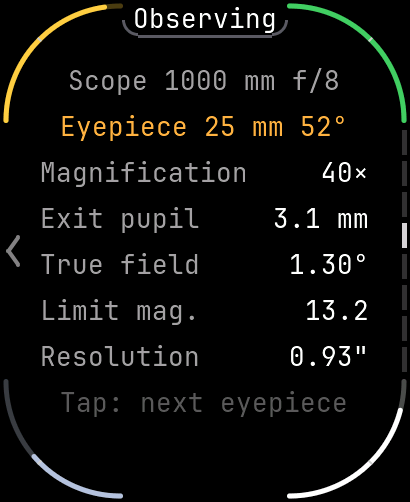 Observing
Scope 1000 mm f/8
Eyepiece 25 mm 52°
Magnification 40×
Exit pupil 3.1 mm
True field 1.30°
Limit mag. 13.2
Resolution 0.93"
Tap: next eyepiece